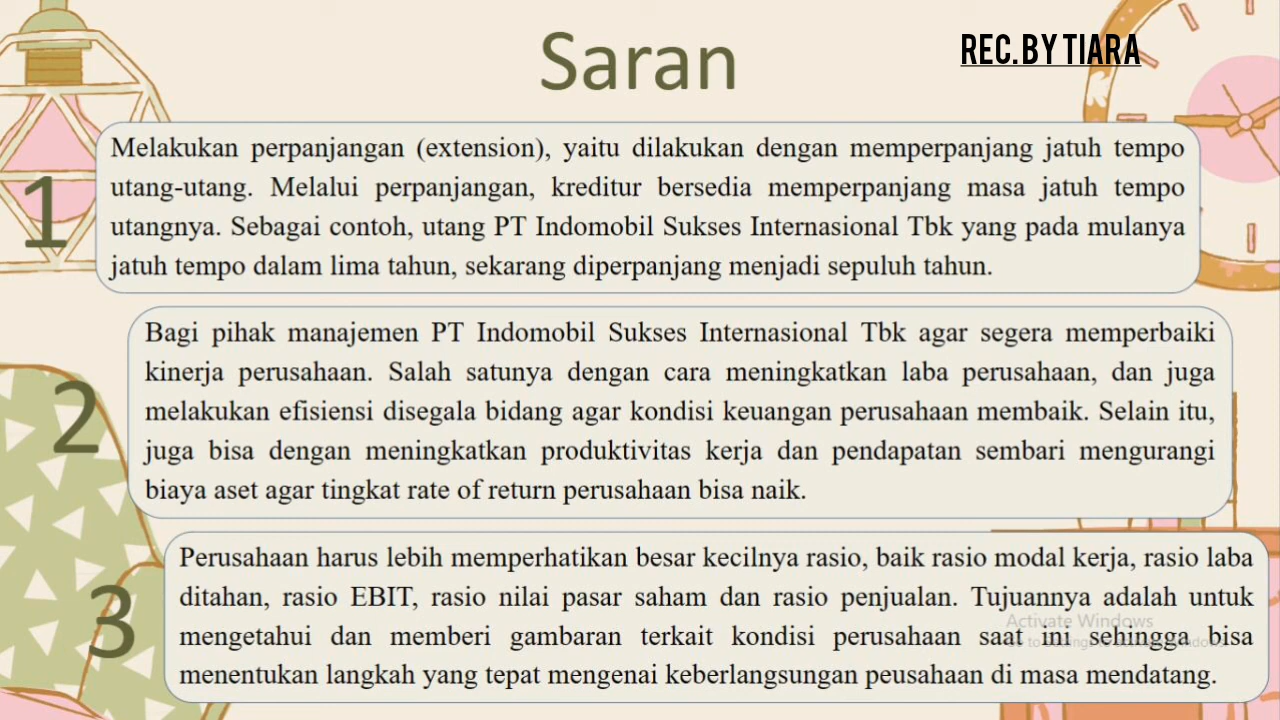 Saran
REC. BY TIARA
1
Melakukan perpanjangan (extension), yaitu dilakukan dengan memperpanjang jatuh tempo
utang-utang. Melalui perpanjangan, kreditur bersedia memperpanjang masa jatuh tempo
utangnya. Sebagai contoh, utang PT Indomobil Sukses Internasional Tbk yang pada mulanya
jatuh tempo dalam lima tahun, sekarang diperpanjang menjadi sepuluh tahun.
2
Bagi pihak manajemen PT Indomobil Sukses Internasional Tbk agar segera memperbaiki
kinerja perusahaan. Salah satunya dengan cara meningkatkan laba perusahaan, dan juga
melakukan efisiensi disegala bidang agar kondisi keuangan perusahaan membaik. Selain itu,
juga bisa dengan meningkatkan produktivitas kerja dan pendapatan sembari mengurangi
biaya aset agar tingkat rate of return perusahaan bisa naik.
3
Perusahaan harus lebih memperhatikan besar kecilnya rasio, baik rasio modal kerja, rasio laba
ditahan, rasio EBIT, rasio nilai pasar saham dan rasio penjualan. Tujuannya adalah untuk
mengetahui dan memberi gambaran terkait kondisi perusahaan saat ini sehingga bisa
menentukan langkah yang tepat mengenai keberlangsungan peusahaan di masa mendatang.
Activate Windows